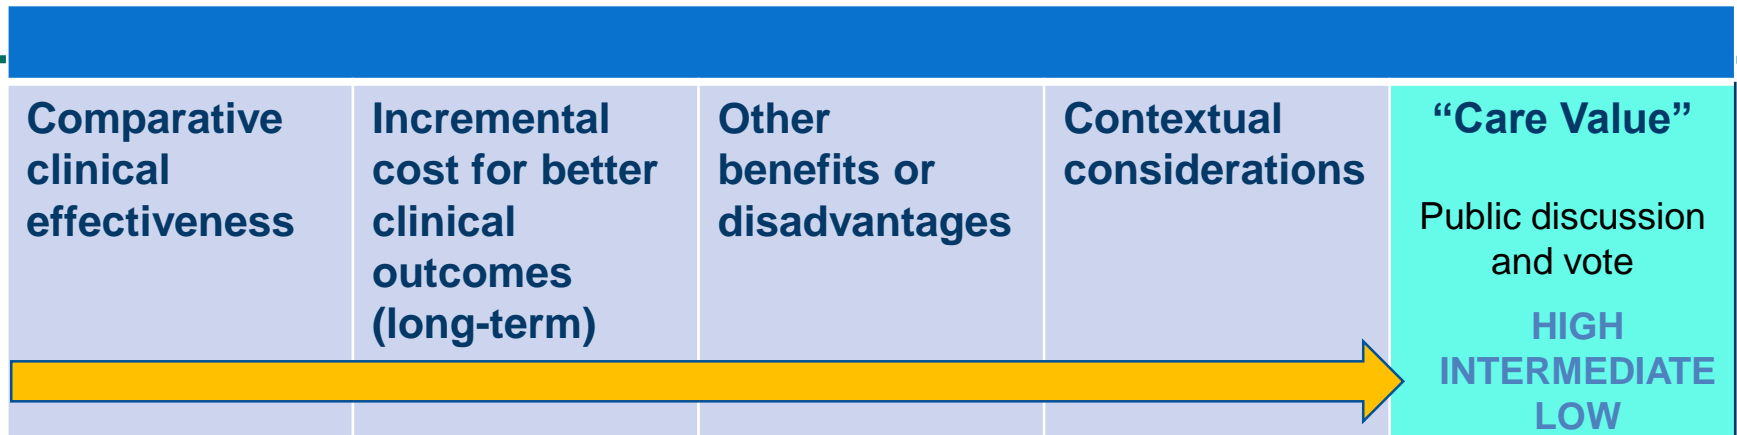 Comparative
clinical
effectiveness
Incremental
cost for better
clinical
outcomes
(long-term)
Other
benefits or
disadvantages
Contextual
considerations
“Care Value”
Public discussion
and vote
HIGH
INTERMEDIATE
LOW